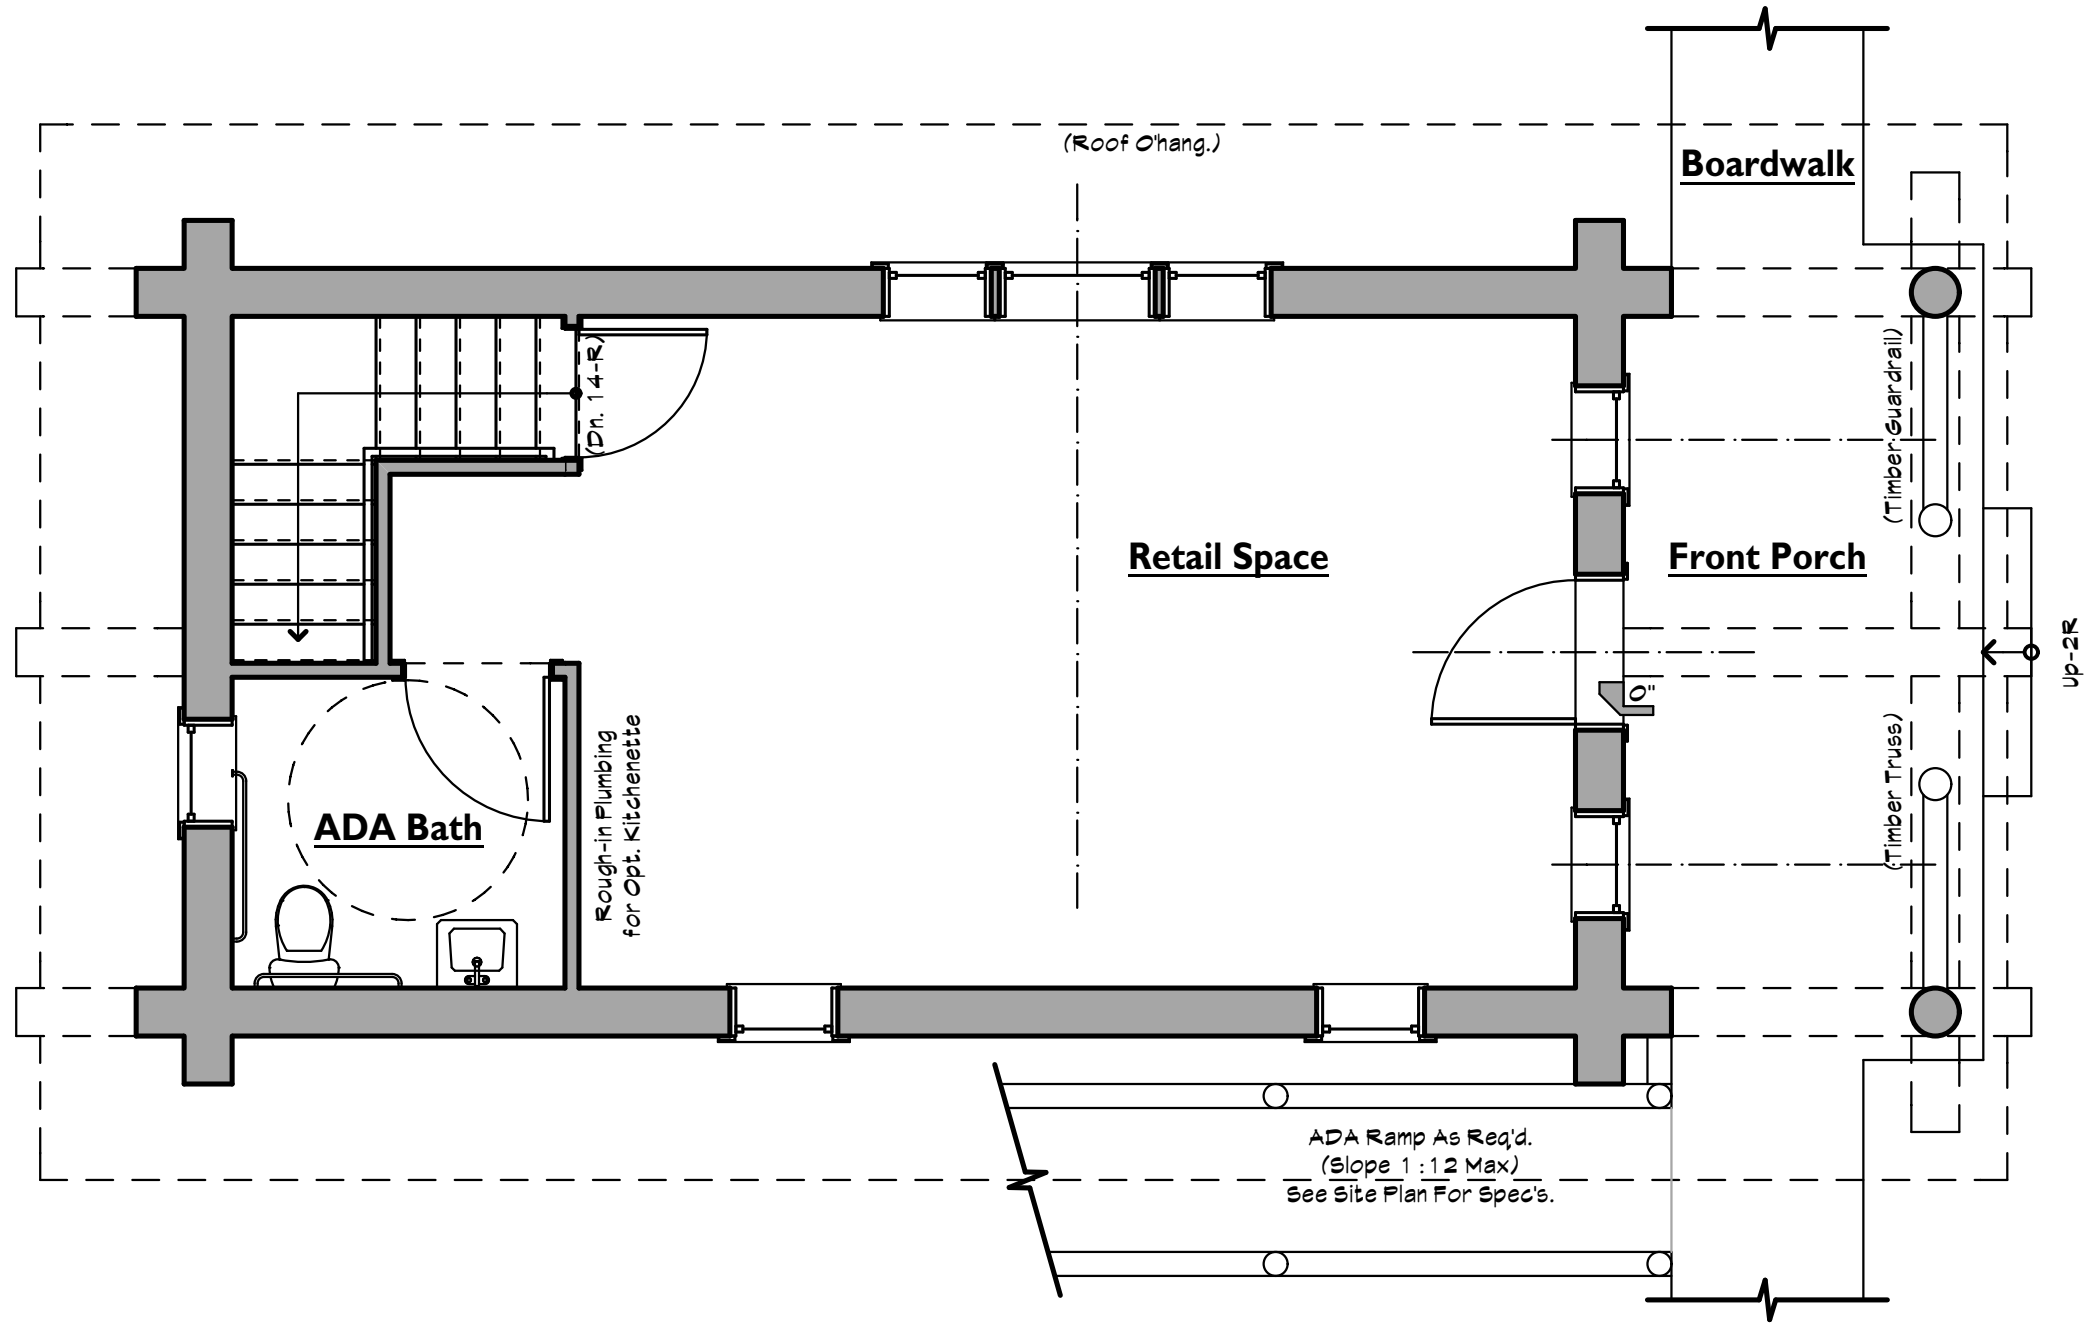 (Roof O'hang.)
Boardwalk
(Dn. 14-R)
(Timber Guardrail)
Retail Space
Front Porch
up-2R
0"
Rough-in Plumbing
for Opt. Kitchenette
(Timber Truss)
ADA Bath
ADA Ramp As Req'd.
(Slope 1:12 Max)
See Site Plan For Spec's.